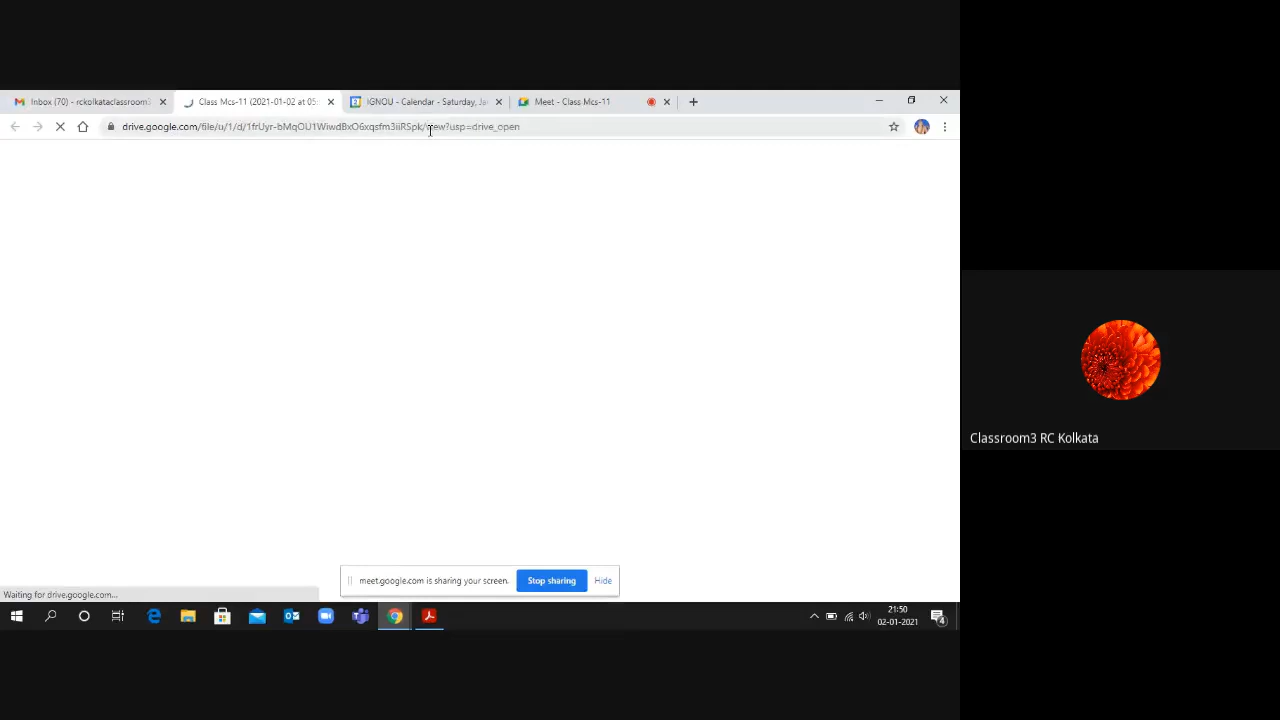 Inbox (70) - rckolkataclassroom3
Class Mcs-11 (2021-01-02 at 05:
IGNOU - Calendar - Saturday, Ja
Meet - Class Mcs-11
drive.google.com/file/u/1/d/1frUyr-bMqOU1WiwdBxO6xqsfm3iiRSpk/view?usp=drive_open
Classroom3 RC Kolkata
meet.google.com is sharing your screen.
Stop sharing
Hide
Waiting for drive.google.com...
21:50
02-01-2021
4